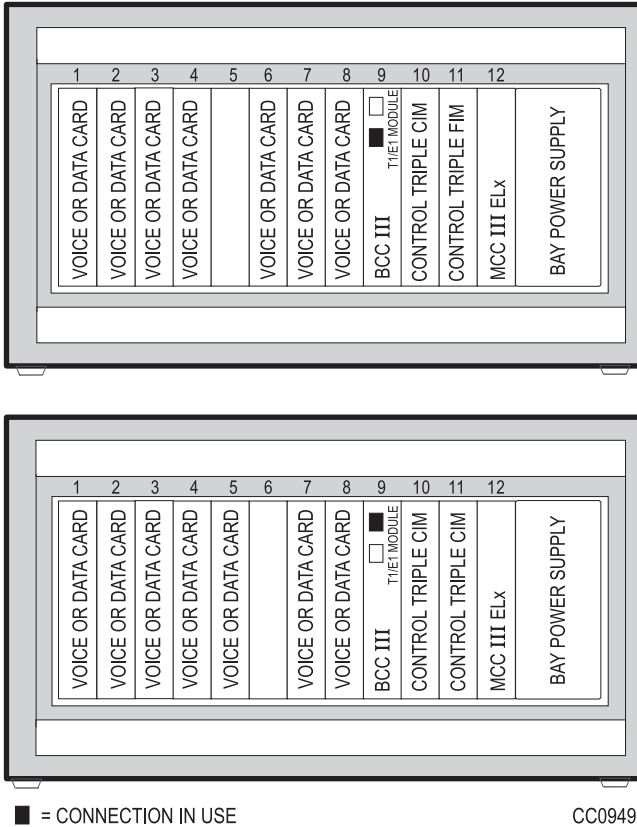 1 2 3 4 5 6 7 8 9 10 11 12
VOICE OR DATA CARD
VOICE OR DATA CARD
VOICE OR DATA CARD
VOICE OR DATA CARD
VOICE OR DATA CARD
VOICE OR DATA CARD
VOICE OR DATA CARD
BCC III
T1/E1 MODULE
CONTROL TRIPLE CIM
CONTROL TRIPLE FIM
MCC III ELx
BAY POWER SUPPLY
1 2 3 4 5 6 7 8 9 10 11 12
VOICE OR DATA CARD
VOICE OR DATA CARD
VOICE OR DATA CARD
VOICE OR DATA CARD
VOICE OR DATA CARD
VOICE OR DATA CARD
VOICE OR DATA CARD
BCC III
T1/E1 MODULE
CONTROL TRIPLE CIM
CONTROL TRIPLE CIM
MCC III ELx
BAY POWER SUPPLY
= CONNECTION IN USE
CC0949